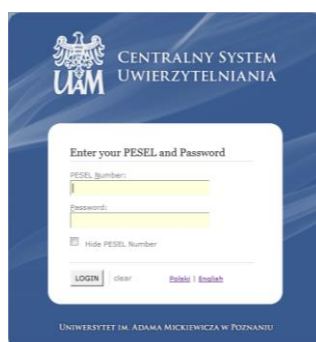 UAM
CENTRALNY SYSTEM
UWIERZYTELNIANIA
Enter your PESEL and Password
PESEL Number:
Password:
Hide PESEL Number
LOGIN clear Polski | English
UNIWERSYTET IM. ADAMA MICKIEWICZA W POZNANIU